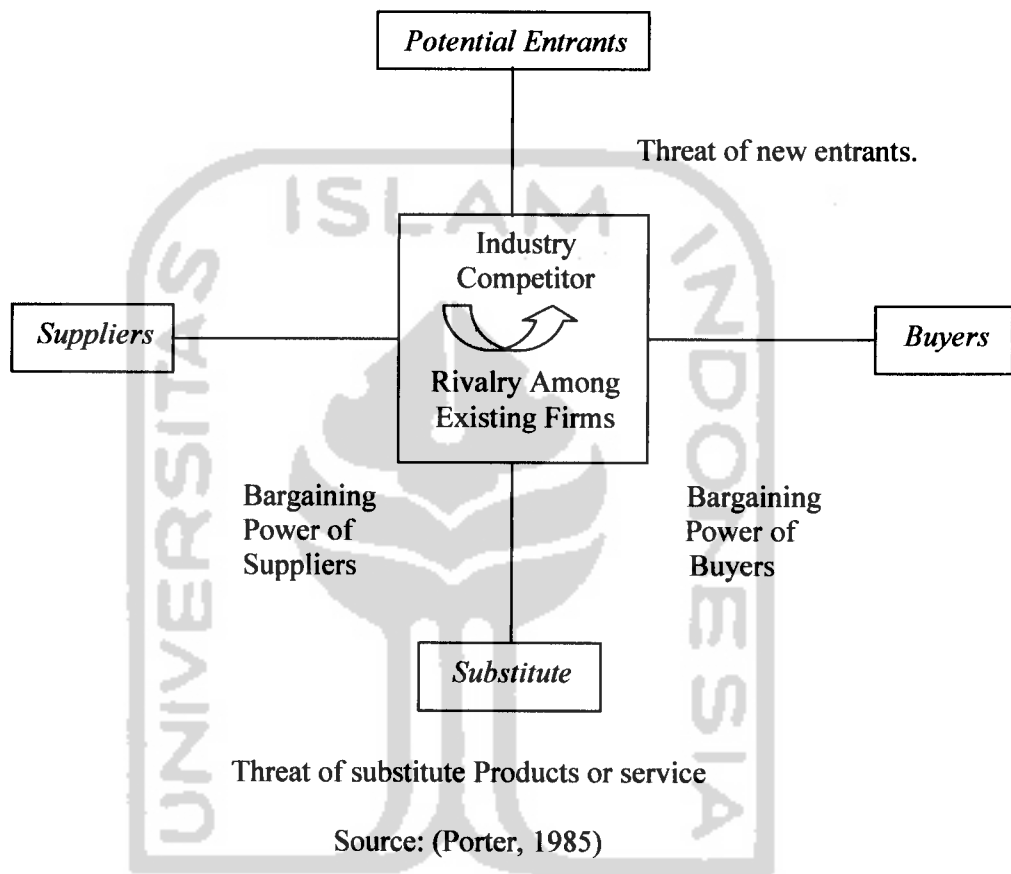 Potential Entrants
Threat of new entrants.
UNIVERSITAS ISLAM INDONESIA
Industry
Competitor
Suppliers
Buyers
Rivalry Among
Existing Firms
Bargaining
Power of
Suppliers
Bargaining
Power of
Buyers
Substitute
Threat of substitute Products or service
Source: (Porter, 1985)